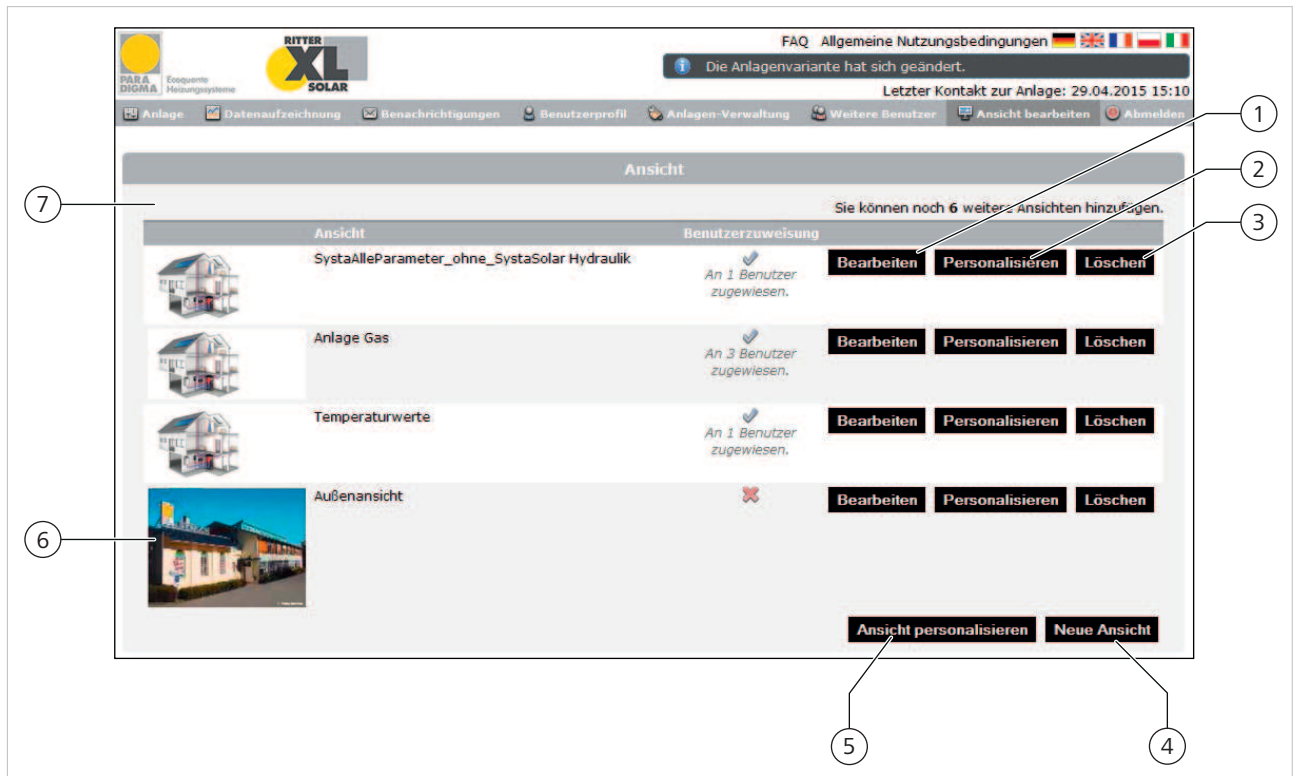 RITTER
XL
SOLAR
PARA
DIGMA
Ecoquente
Heizungssysteme
FAQ Allgemeine Nutzungsbedingungen
Die Anlagenvariante hat sich geändert.
Letzter Kontakt zur Anlage: 29.04.2015 15:10
Anlage Datenaufzeichnung Benachrichtigungen Benutzerprofil Anlagen-Verwaltung Weitere Benutzer Ansicht bearbeiten Abmelden
1
Ansicht
2
7
Sie können noch 6 weitere Ansichten hinzufügen.
3
Ansicht Benutzerzuweisung
SystaAlleParameter_ohne_SystaSolar Hydraulik
An 1 Benutzer
zugewiesen.
Bearbeiten Personalisieren Löschen
Anlage Gas
An 3 Benutzer
zugewiesen.
Bearbeiten Personalisieren Löschen
Temperaturwerte
An 1 Benutzer
zugewiesen.
Bearbeiten Personalisieren Löschen
Außenansicht
Bearbeiten Personalisieren Löschen
6
Ansicht personalisieren Neue Ansicht
5
4